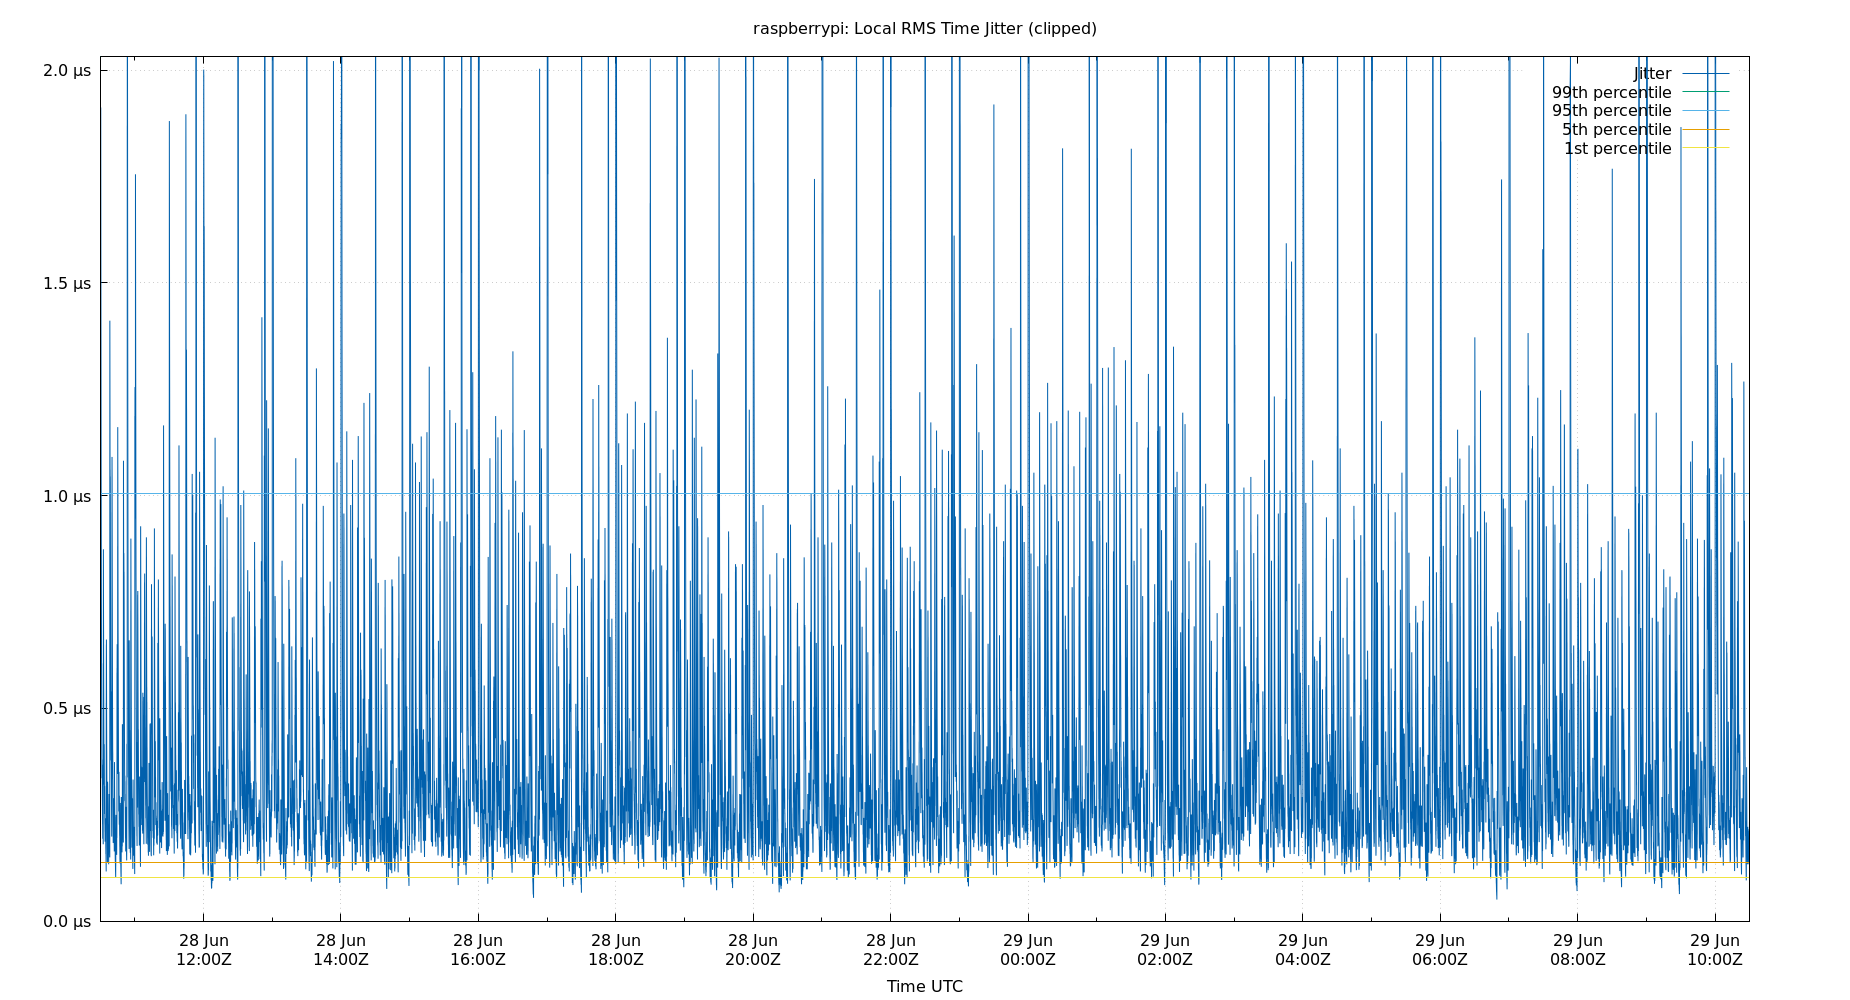 raspberrypi: Local RMS Time Jitter (clipped)
2.0 μs
1.5 μs
1.0 μs
0.5 μs
0.0 μs
Jitter
99th percentile
95th percentile
5th percentile
1st percentile
28 Jun 28 Jun 28 Jun 28 Jun 28 Jun 28 Jun 29 Jun 29 Jun 29 Jun 29 Jun 29 Jun 29 Jun
12:00Z 14:00Z 16:00Z 18:00Z 20:00Z 22:00Z 00:00Z 02:00Z 04:00Z 06:00Z 08:00Z 10:00Z
Time UTC